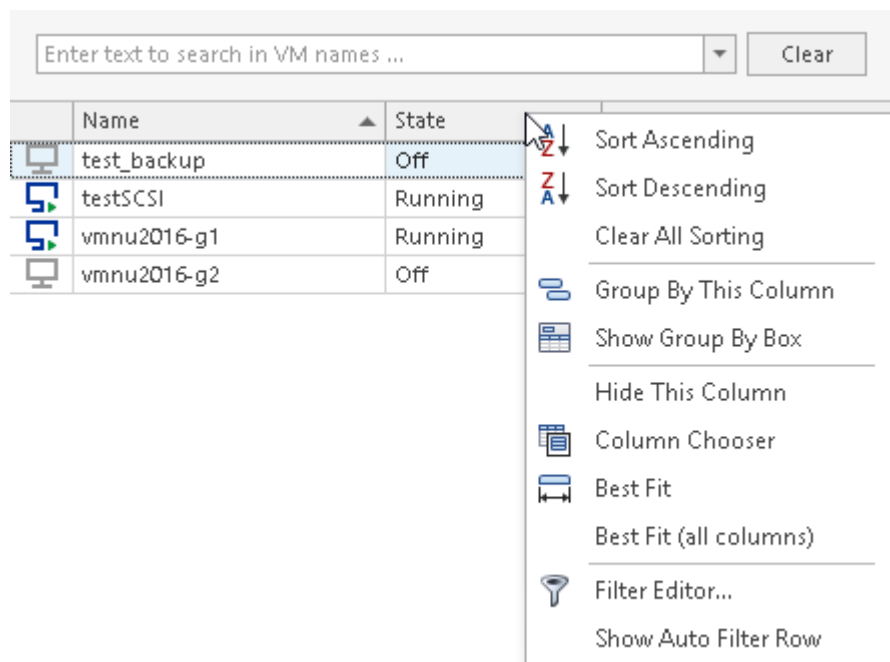 Enter text to search in VM names ...
Clear
Name
State
test_backup
Off
testSCSI
Running
vmnu2016-g1
Running
vmnu2016-g2
Off
Sort Ascending
Sort Descending
Clear All Sorting
Group By This Column
Show Group By Box
Hide This Column
Column Chooser
Best Fit
Best Fit (all columns)
Filter Editor...
Show Auto Filter Row